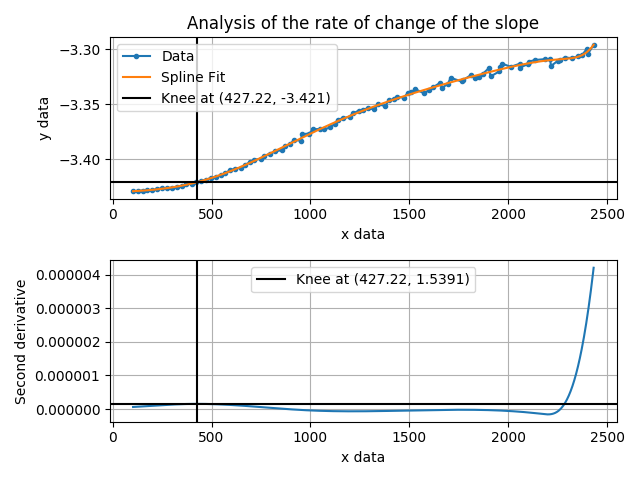 Analysis of the rate of change of the slope
−3.30
−3.35
−3.40
y data
Data
Spline Fit
Knee at (427.22, -3.421)
0
500
1000
1500
2000
2500
x data
0.000004
0.000003
0.000002
0.000001
0.000000
Second derivative
Knee at (427.22, 1.5391)
0
500
1000
1500
2000
2500
x data